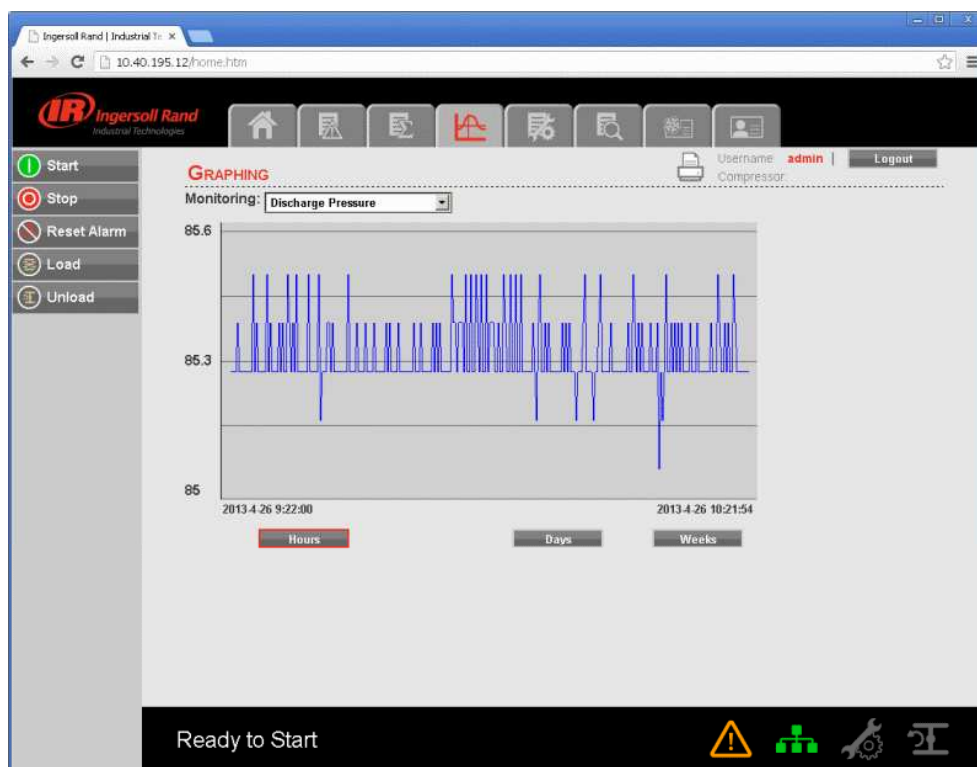 Ingersoll Rand | Industrial Te
10.40.195.12/home.htm
IR Ingersoll Rand
Industrial Technologies
Start
Stop
Reset Alarm
Load
Unload
GRAPHING
Username admin | Logout
Compressor:
Monitoring: Discharge Pressure
85.6
85.3
85
2013-4-26 9:22:00 2013-4-26 10:21:54
Hours Days Weeks
Ready to Start